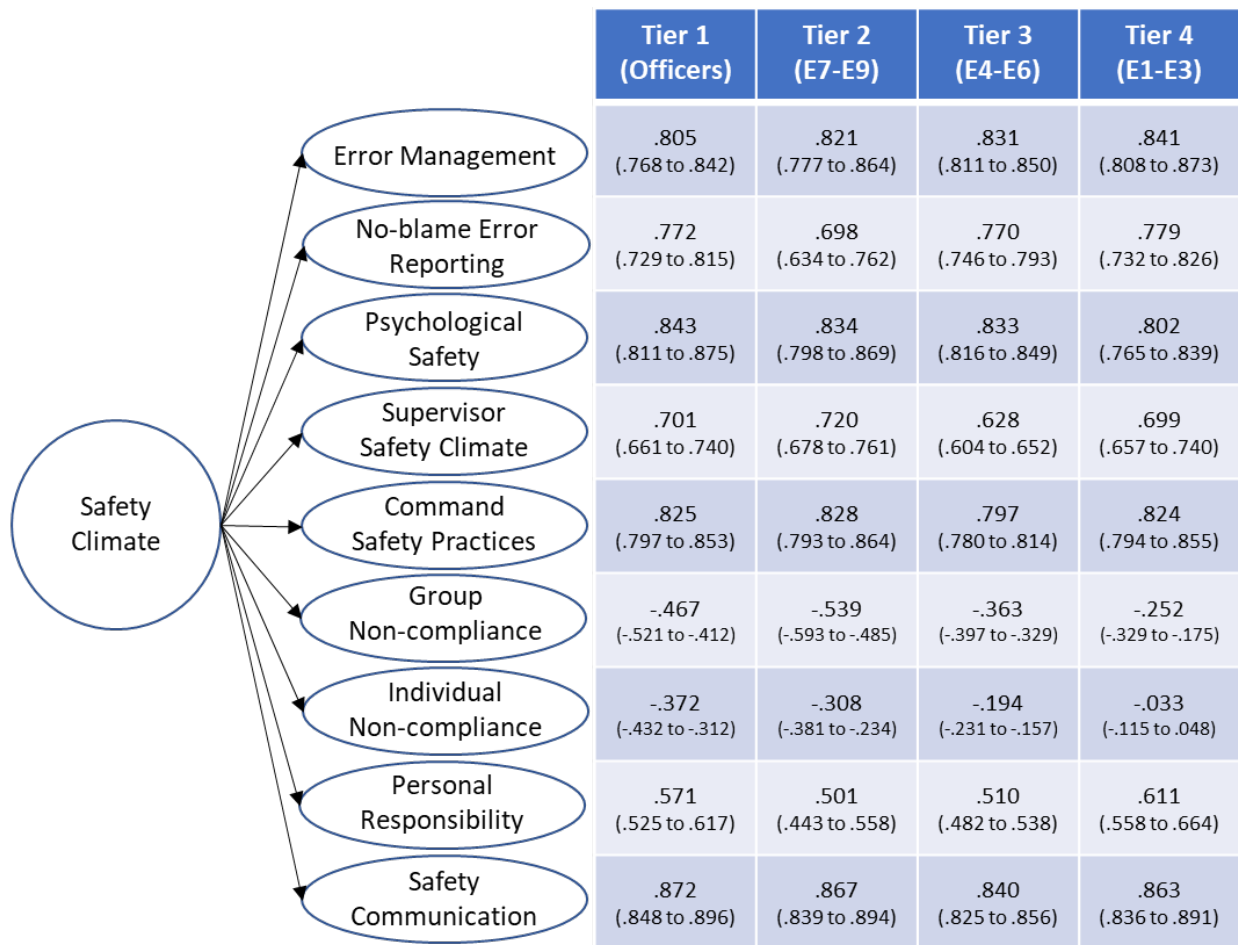 Tier 1 Tier 2 Tier 3 Tier 4
(Officers) (E7-E9) (E4-E6) (E1-E3)
Safety
Climate
Error Management
.805 .821 .831 .841
(.768 to .842) (.777 to .864) (.811 to .850) (.808 to .873)
No-blame Error
Reporting
.772 .698 .770 .779
(.729 to .815) (.634 to .762) (.746 to .793) (.732 to .826)
Psychological
Safety
.843 .834 .833 .802
(.811 to .875) (.798 to .869) (.816 to .849) (.765 to .839)
Supervisor
Safety Climate
.701 .720 .628 .699
(.661 to .740) (.678 to .761) (.604 to .652) (.657 to .740)
Command
Safety Practices
.825 .828 .797 .824
(.797 to .853) (.793 to .864) (.780 to .814) (.794 to .855)
Group
Non-compliance
-.467 -.539 -.363 -.252
(-.521 to -.412) (-.593 to -.485) (-.397 to -.329) (-.329 to -.175)
Individual
Non-compliance
-.372 -.308 -.194 -.033
(-.432 to -.312) (-.381 to -.234) (-.231 to -.157) (-.115 to .048)
Personal
Responsibility
.571 .501 .510 .611
(.525 to .617) (.443 to .558) (.482 to .538) (.558 to .664)
Safety
Communication
.872 .867 .840 .863
(.848 to .896) (.839 to .894) (.825 to .856) (.836 to .891)